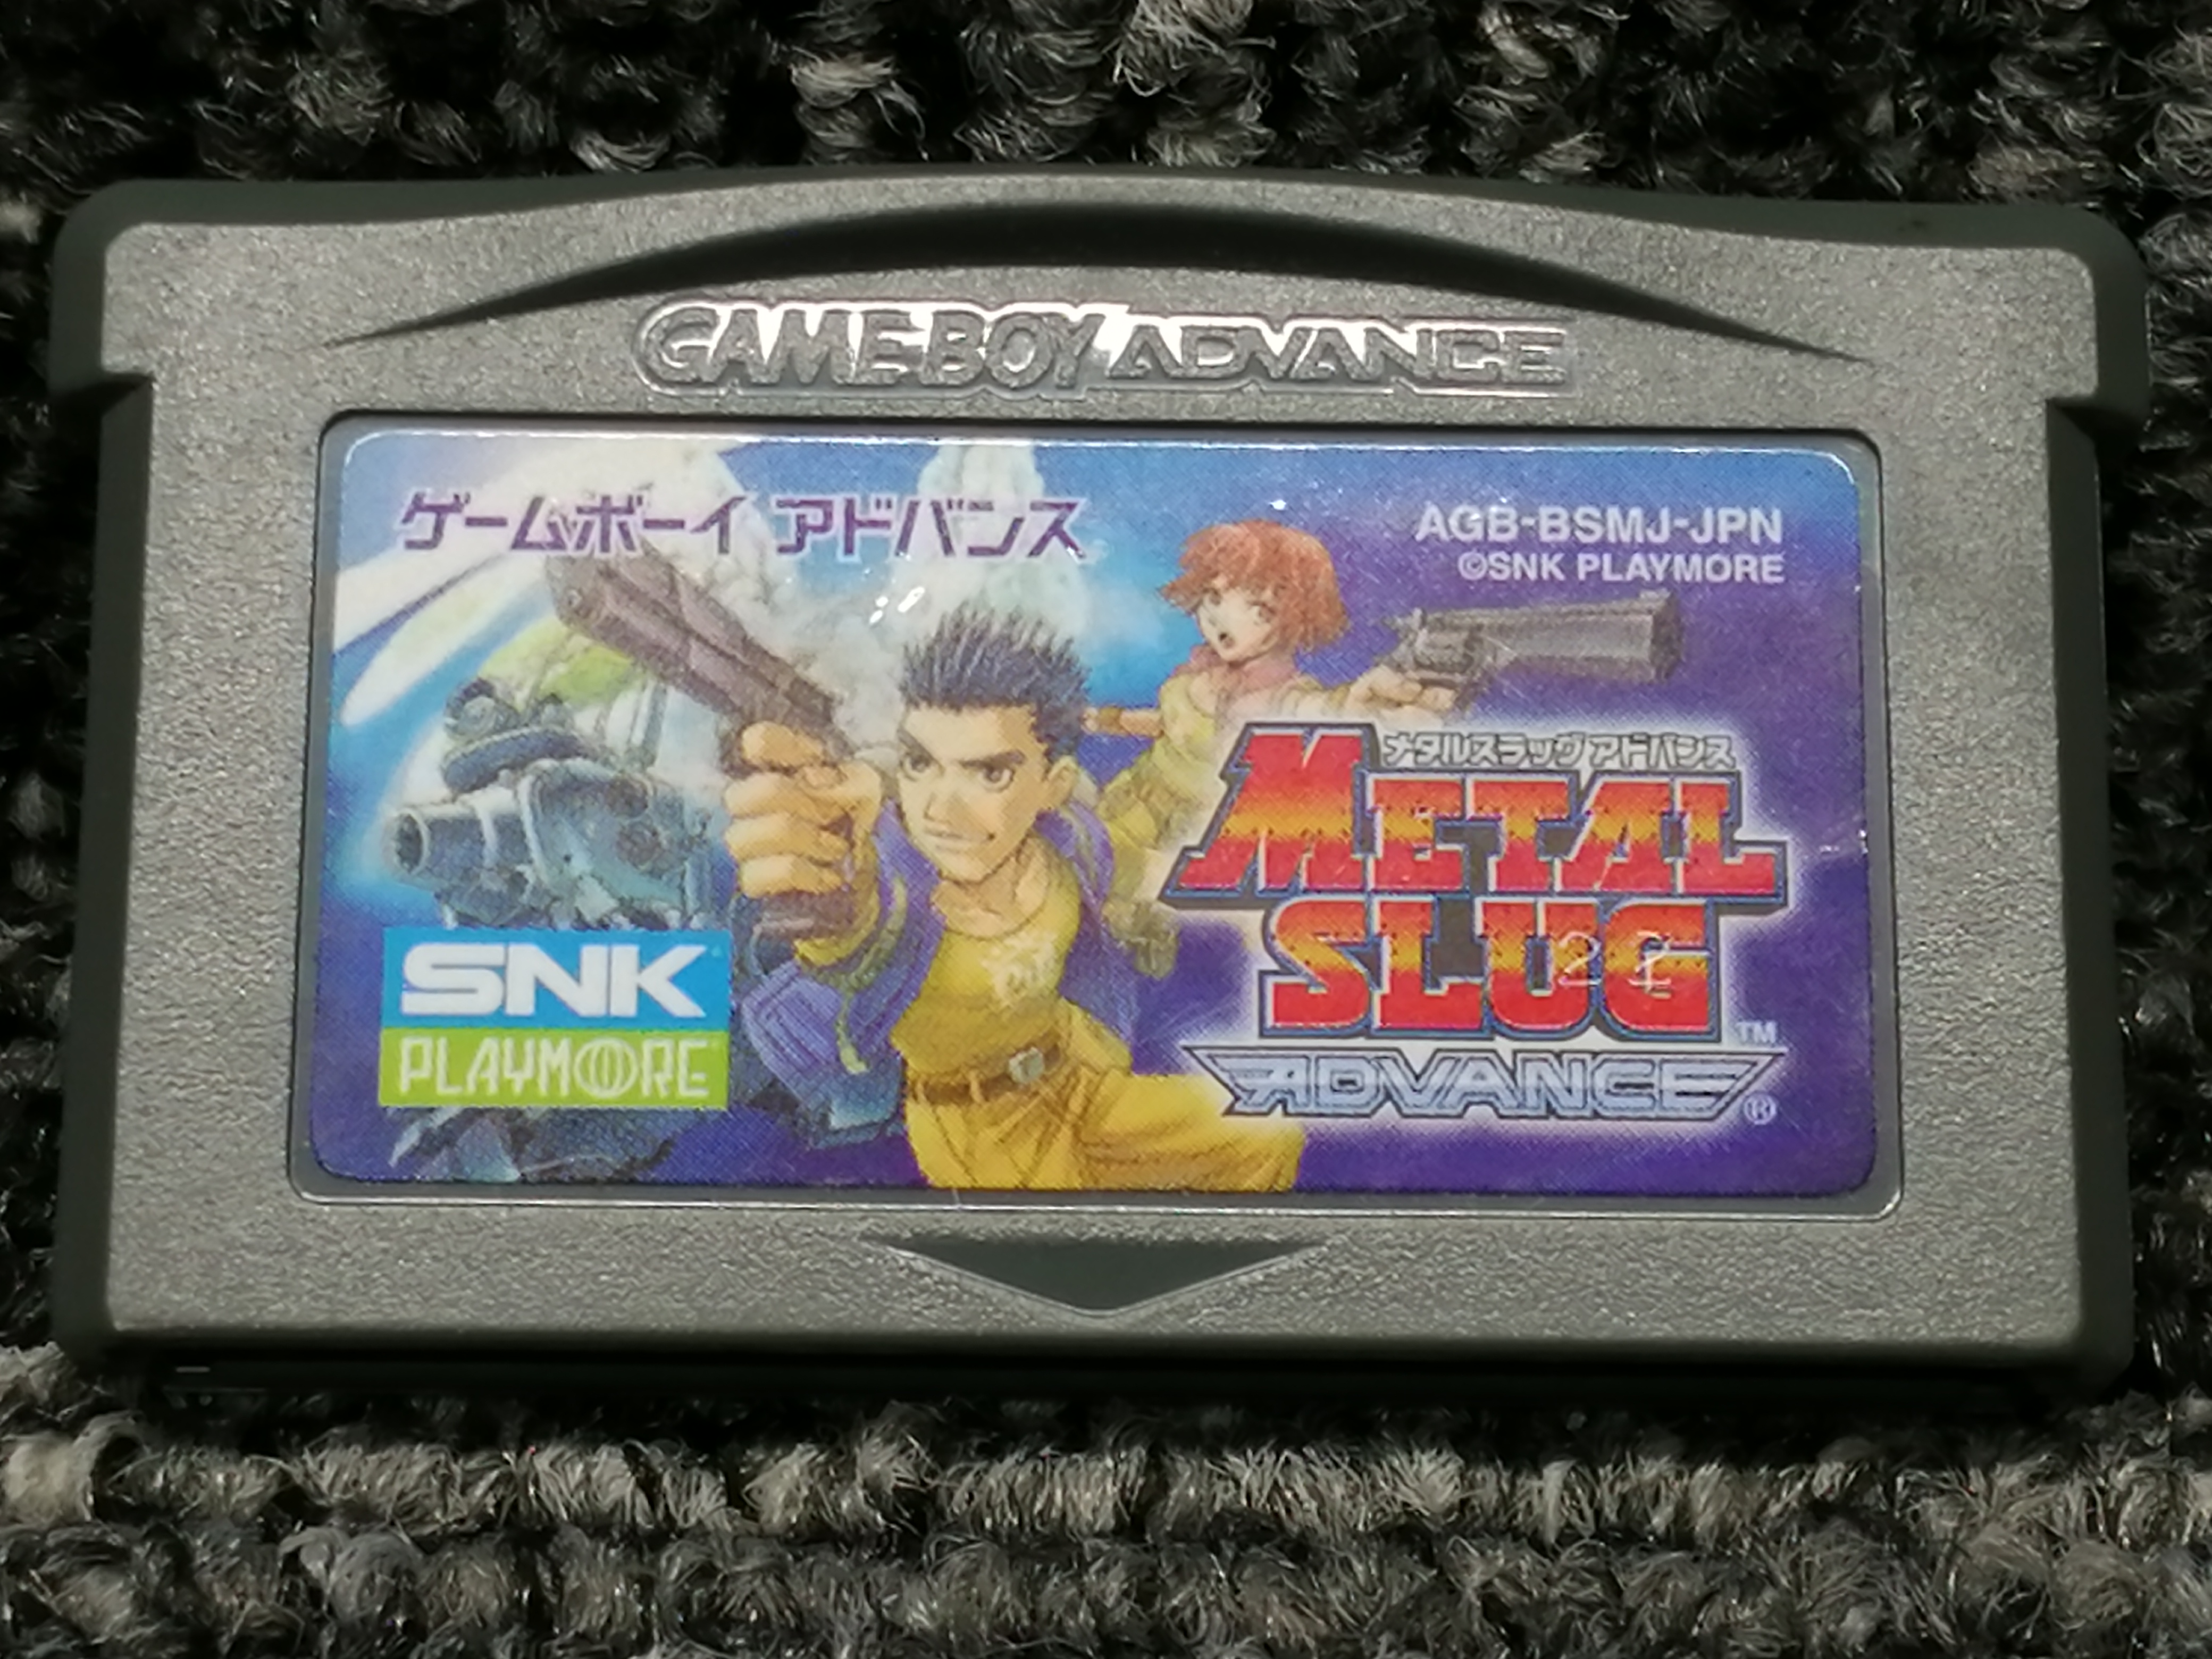 GAME BOY ADVANCE
ゲームボーイ アドバンス
AGB-BSMJ-JPN
©SNK PLAYMORE
メタルスラッグ アドバンス
METAL
SLUG
TM
ADVANCE
®
SNK
PLAYMORE